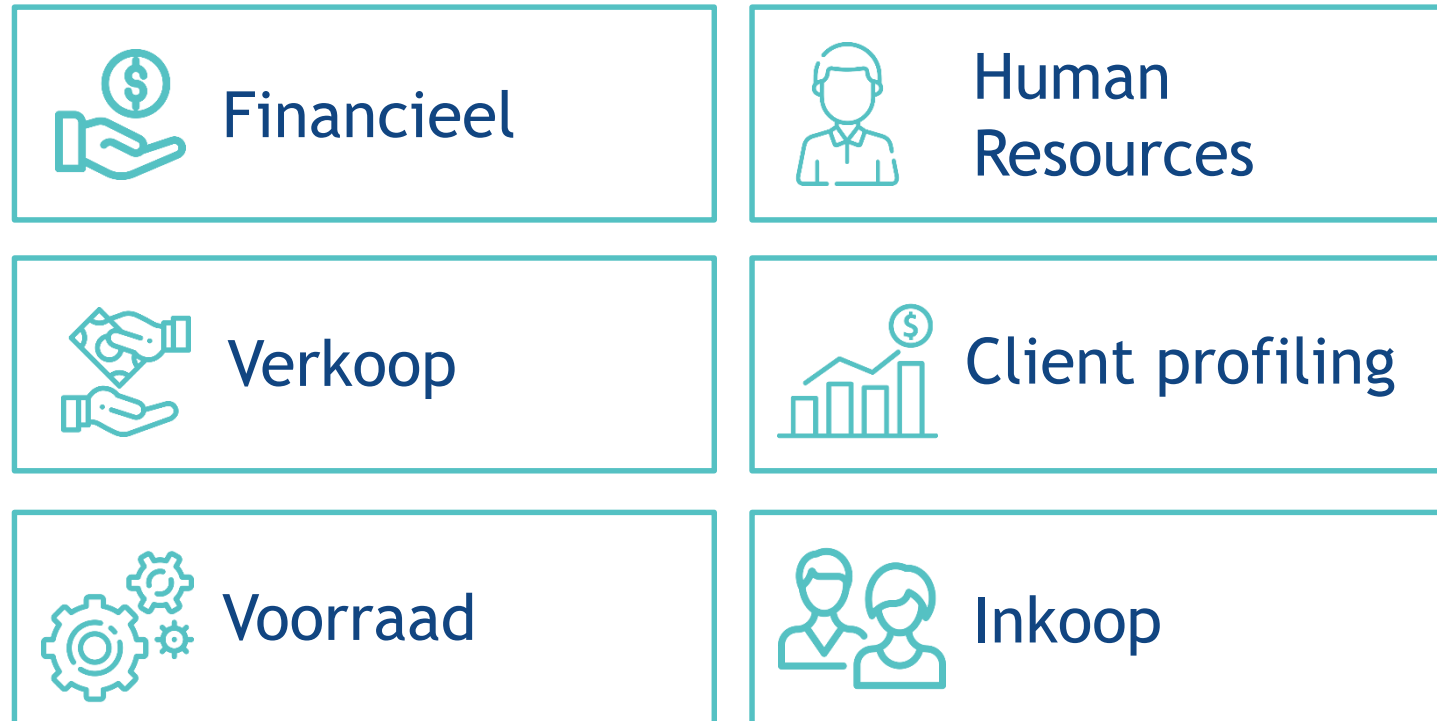 Financieel
Human
Resources
Verkoop
Client profiling
Voorraad
Inkoop